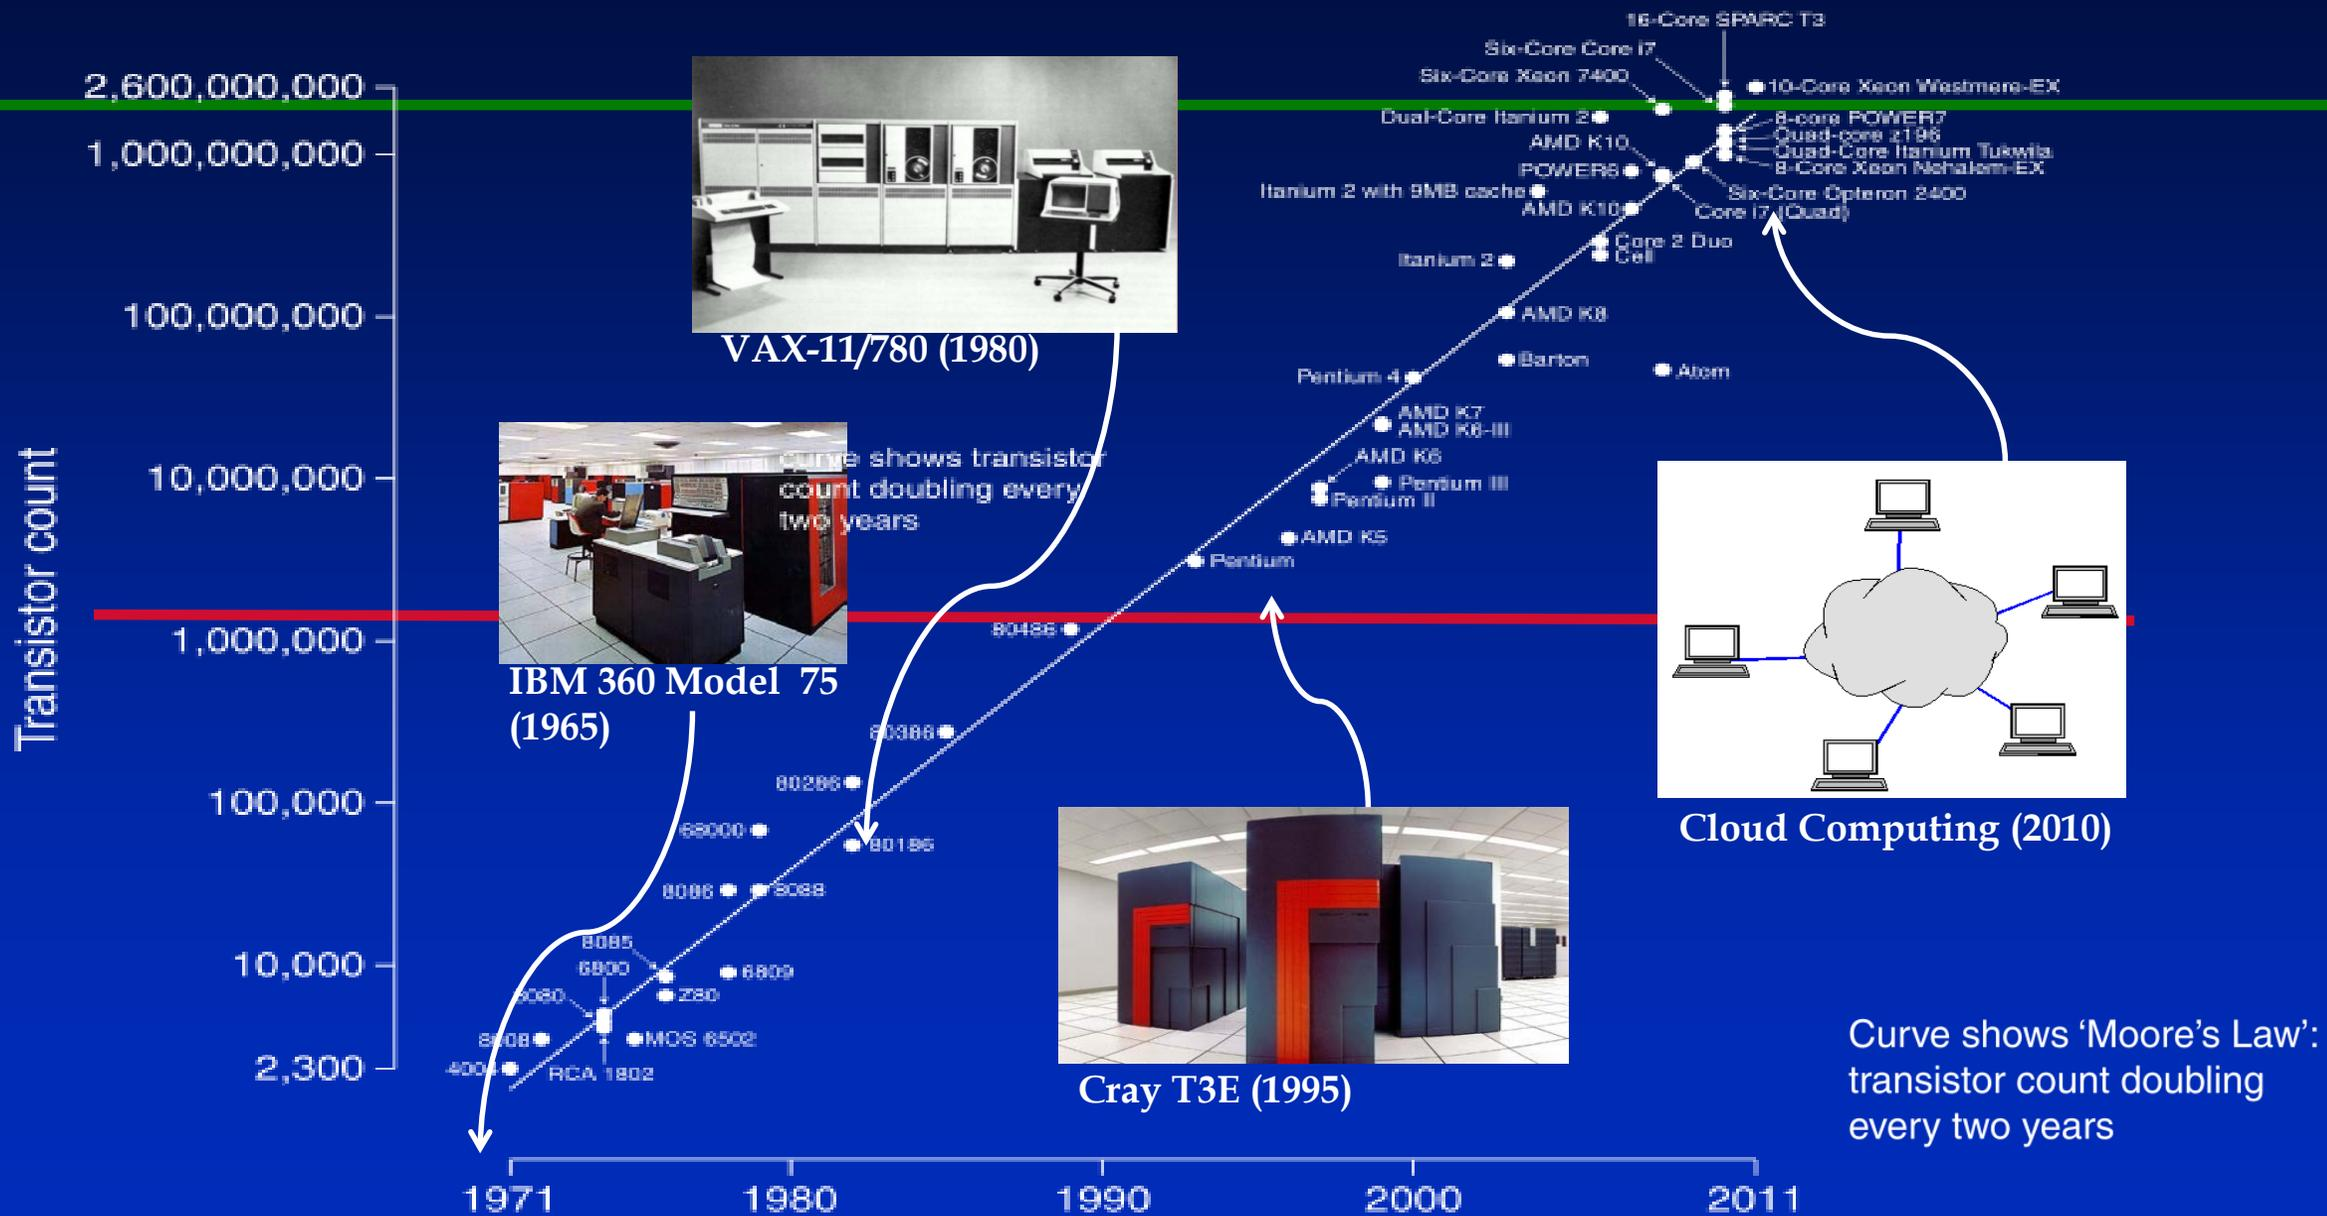 16-Core SPARC T3
Six-Core Core i7
Six-Core Xeon 7400
10-Core Xeon Westmere-EX
Dual-Core Itanium 2
8-core POWER7
Quad-core z196
AMD K10
Quad-Core Itanium Tukwila
POWER6
8-Core Xeon Nehalem-EX
Itanium 2 with 9MB cache
Six-Core Opteron 2400
AMD K10
Core i7 (Quad)
Core 2 Duo
Cell
Itanium 2
AMD K8
Barton
Atom
Pentium 4
AMD K7
AMD K6-III
AMD K6
Pentium III
Pentium II
AMD K5
Pentium
80486
80386
80286
68000
80186
8086
8088
8085
6800
6809
8080
Z80
8008
MOS 6502
4004
RCA 1802
2,600,000,000
1,000,000,000
100,000,000
10,000,000
1,000,000
100,000
10,000
2,300
Transistor count
1971
1980
1990
2000
2011
VAX-11/780 (1980)
curve shows transistor
count doubling every
two years
IBM 360 Model 75
(1965)
Cray T3E (1995)
Cloud Computing (2010)
Curve shows ‘Moore’s Law’:
transistor count doubling
every two years